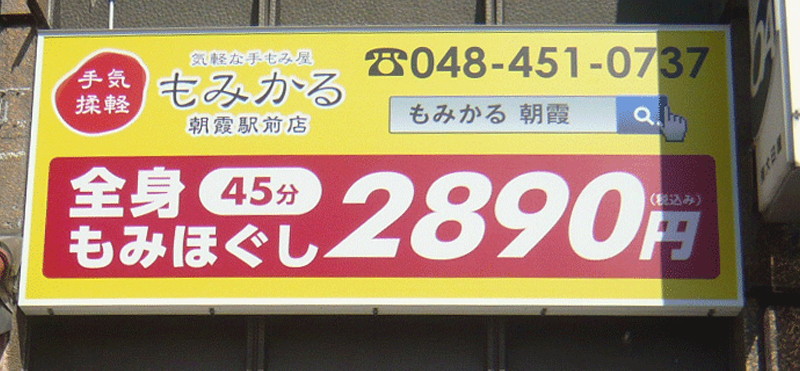 気軽
手揉
気軽な手もみ屋
もみかる
朝霞駅前店
☎048-451-0737
もみかる 朝霞
全身
もみほぐし
45分
2890円
(税込み)